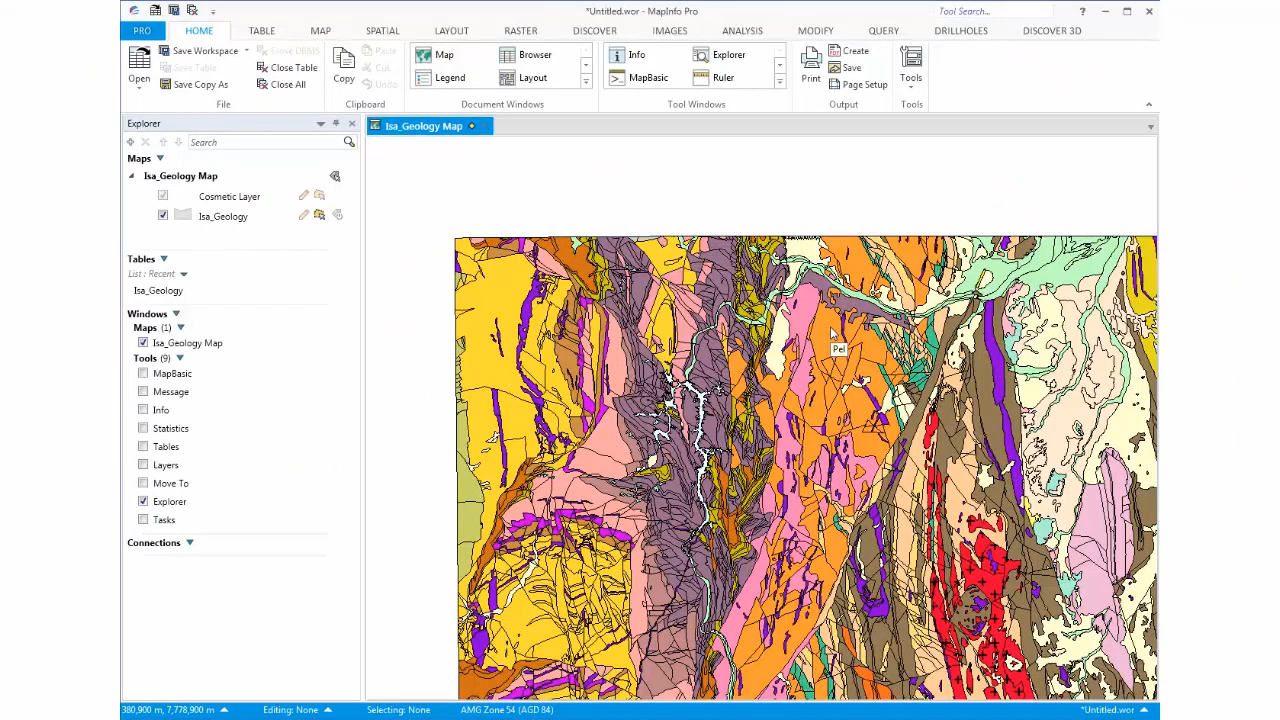 *Untitled.wor - MapInfo Pro
Tool Search...
PRO HOME TABLE MAP SPATIAL LAYOUT RASTER DISCOVER IMAGES ANALYSIS MODIFY QUERY DRILLHOLES DISCOVER 3D
Open
Save Workspace
Save Table
Save Copy As
Close DBMS
Close Table
Close All
File
Copy
Paste
Cut
Undo
Clipboard
Map
Browser
Legend
Layout
Document Windows
Info
Explorer
MapBasic
Ruler
Tool Windows
Print
Create
Save
Page Setup
Output
Tools
Tools
Explorer
Search
Maps
Isa_Geology Map
Cosmetic Layer
Isa_Geology
Tables
List : Recent
Isa_Geology
Windows
Maps (1)
Isa_Geology Map
Tools (9)
MapBasic
Message
Info
Statistics
Tables
Layers
Move To
Explorer
Tasks
Connections
Isa_Geology Map
Pel
380,900 m, 7,778,900 m
Editing: None
Selecting: None
AMG Zone 54 (AGD 84)
*Untitled.wor